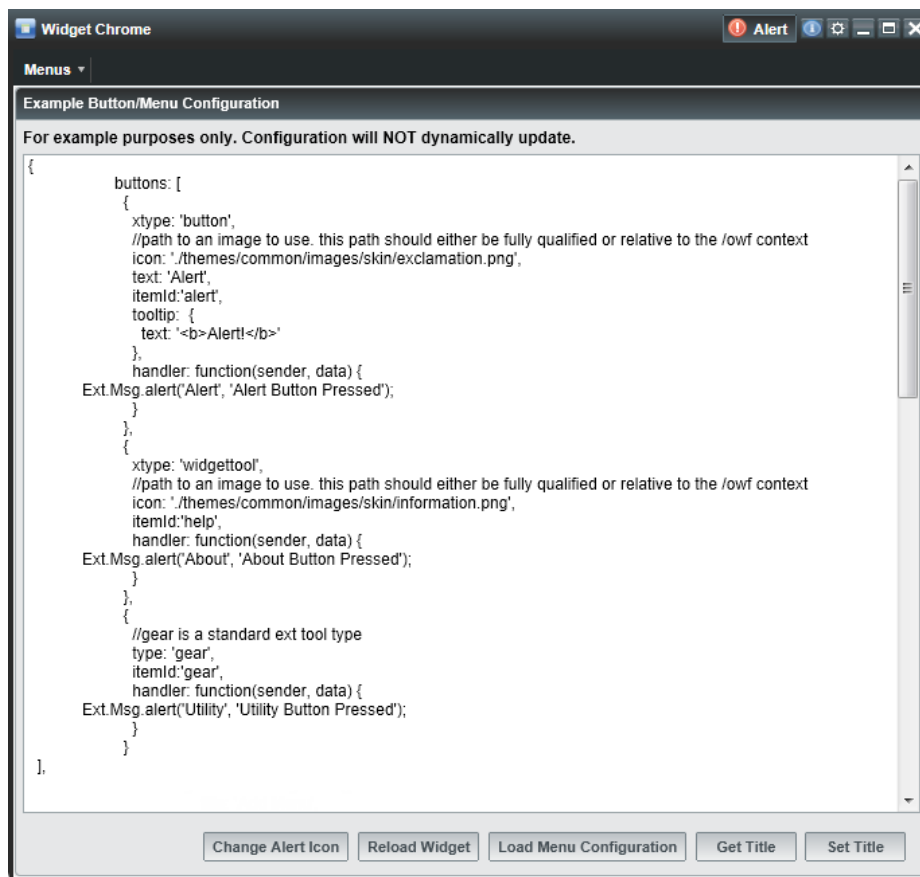 Widget Chrome Alert
Menus
Example Button/Menu Configuration
For example purposes only. Configuration will NOT dynamically update.
{
buttons: [
{
xtype: 'button',
//path to an image to use. this path should either be fully qualified or relative to the /owf context
icon: './themes/common/images/skin/exclamation.png',
text: 'Alert',
itemId:'alert',
tooltip: {
text: '<b>Alert!</b>'
},
handler: function(sender, data) {
Ext.Msg.alert('Alert', 'Alert Button Pressed');
}
},
{
xtype: 'widgettool',
//path to an image to use. this path should either be fully qualified or relative to the /owf context
icon: './themes/common/images/skin/information.png',
itemId:'help',
handler: function(sender, data) {
Ext.Msg.alert('About', 'About Button Pressed');
}
},
{
//gear is a standard ext tool type
type: 'gear',
itemId:'gear',
handler: function(sender, data) {
Ext.Msg.alert('Utility', 'Utility Button Pressed');
}
}
],
Change Alert Icon Reload Widget Load Menu Configuration Get Title Set Title